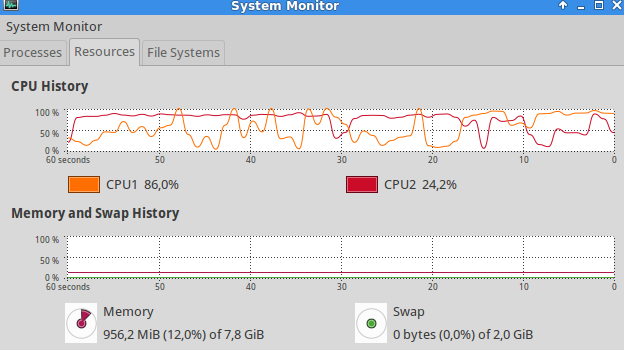 System Monitor
System Monitor
Processes Resources File Systems
CPU History
100 %
50 %
0 %
60 seconds 50 40 30 20 10 0
CPU1 86,0% CPU2 24,2%
Memory and Swap History
100 %
50 %
0 %
60 seconds 50 40 30 20 10 0
Memory Swap
956,2 MiB (12,0%) of 7,8 GiB 0 bytes (0,0%) of 2,0 GiB